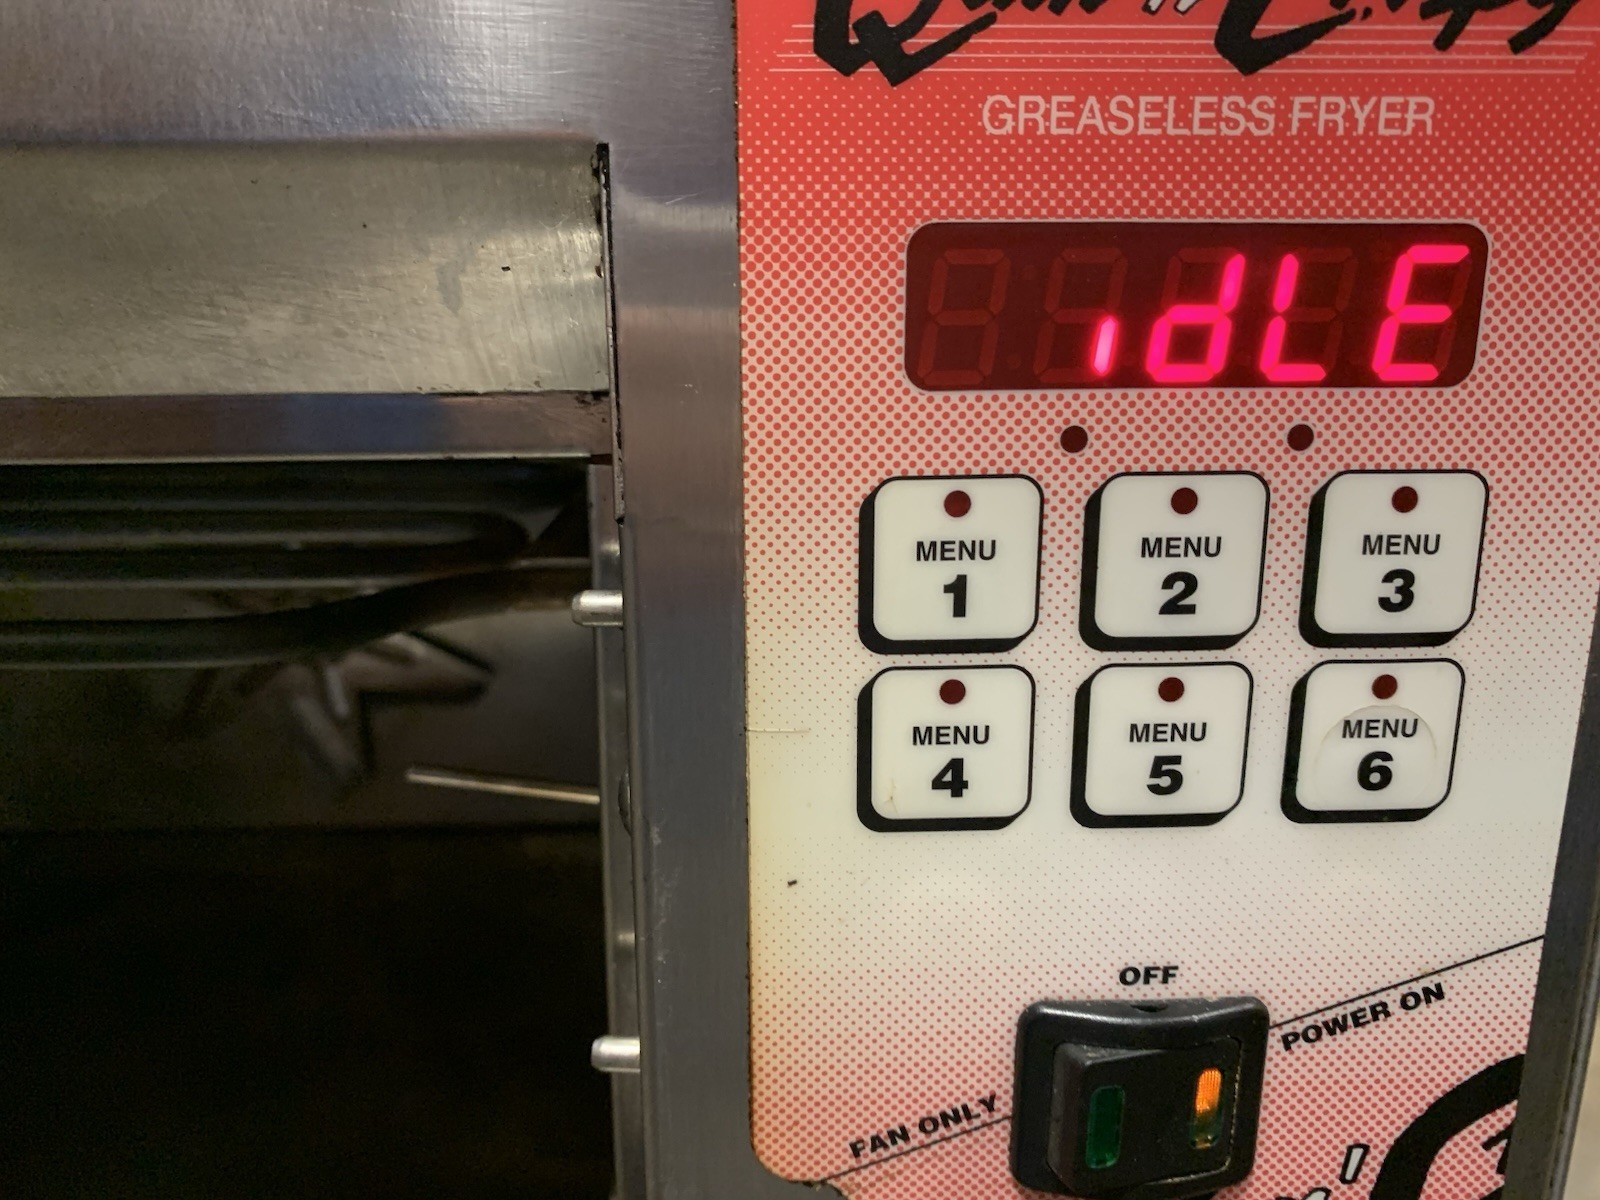 GREASELESS FRYER
idLE
MENU 1
MENU 2
MENU 3
MENU 4
MENU 5
MENU 6
OFF
POWER ON
FAN ONLY